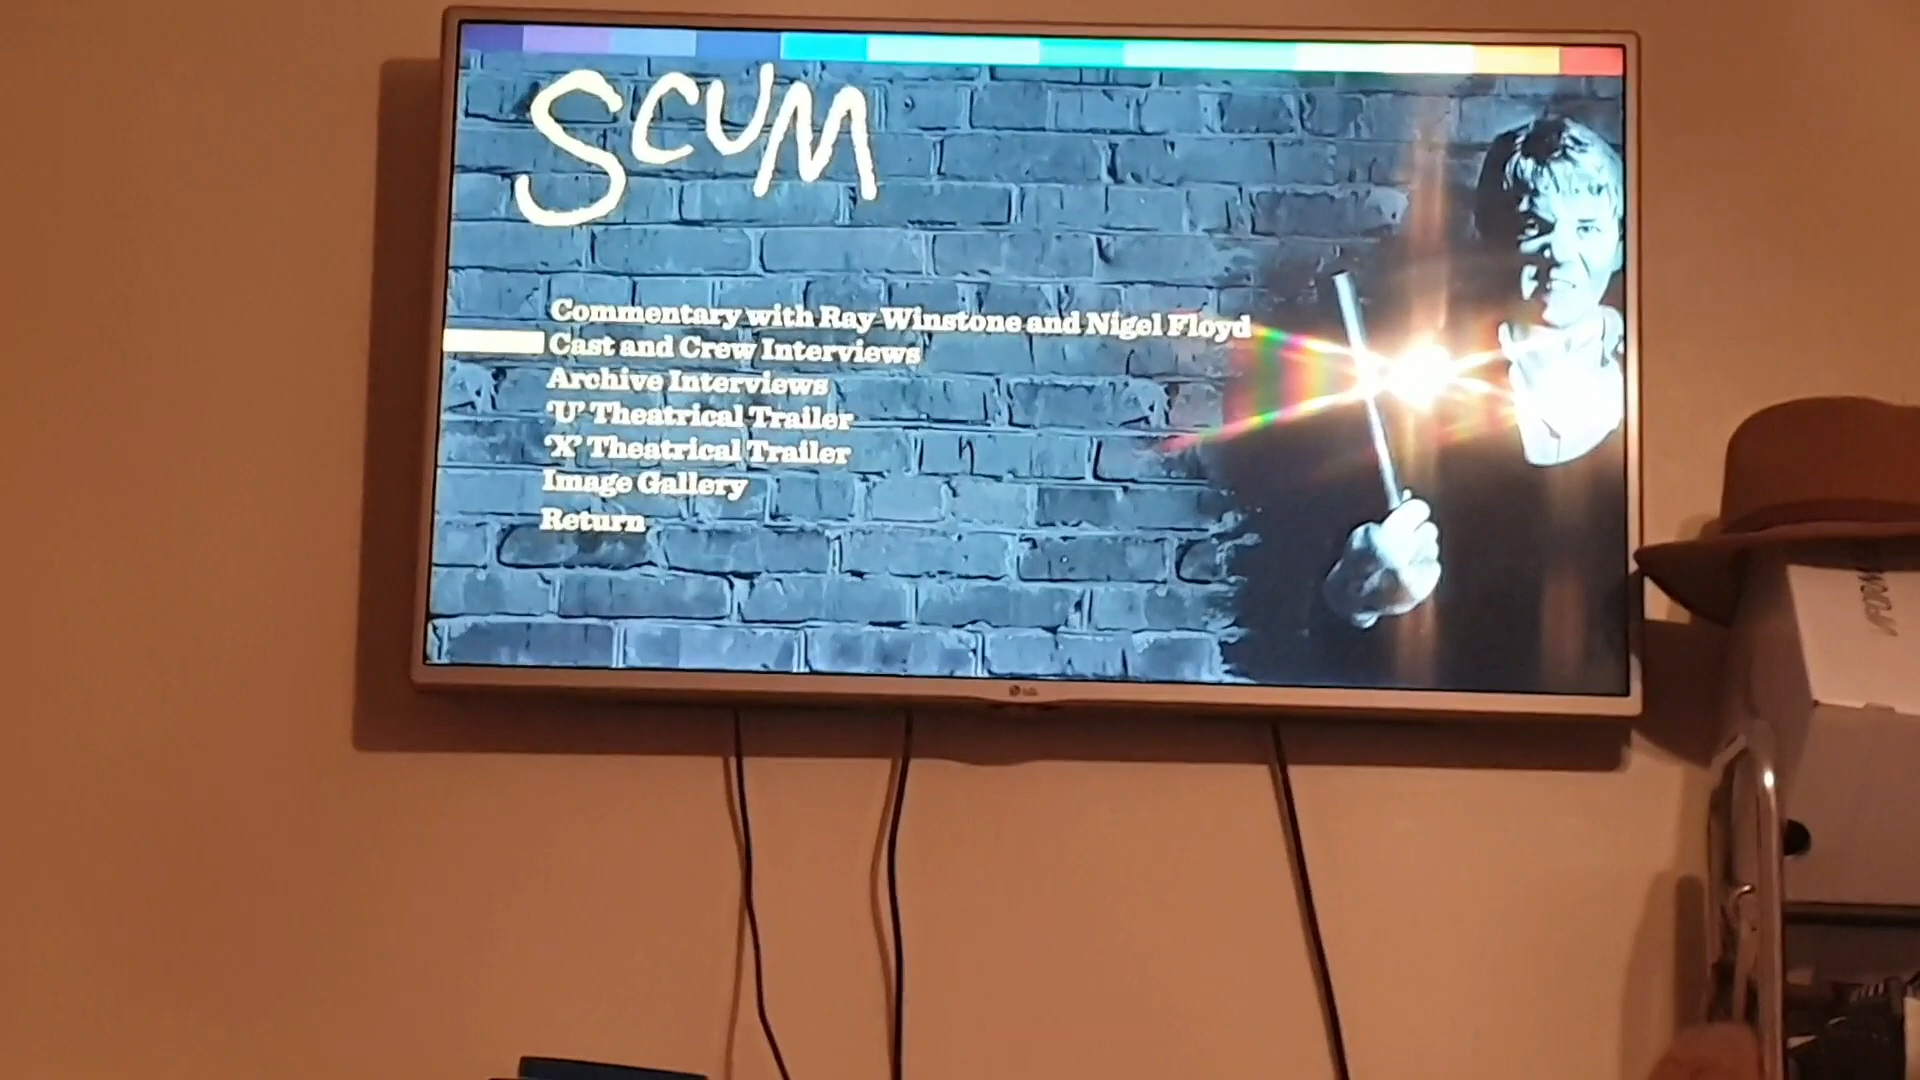 SCUM
Commentary with Ray Winstone and Nigel Floyd
Cast and Crew Interviews
Archive Interviews
'U' Theatrical Trailer
'X' Theatrical Trailer
Image Gallery
Return
LG